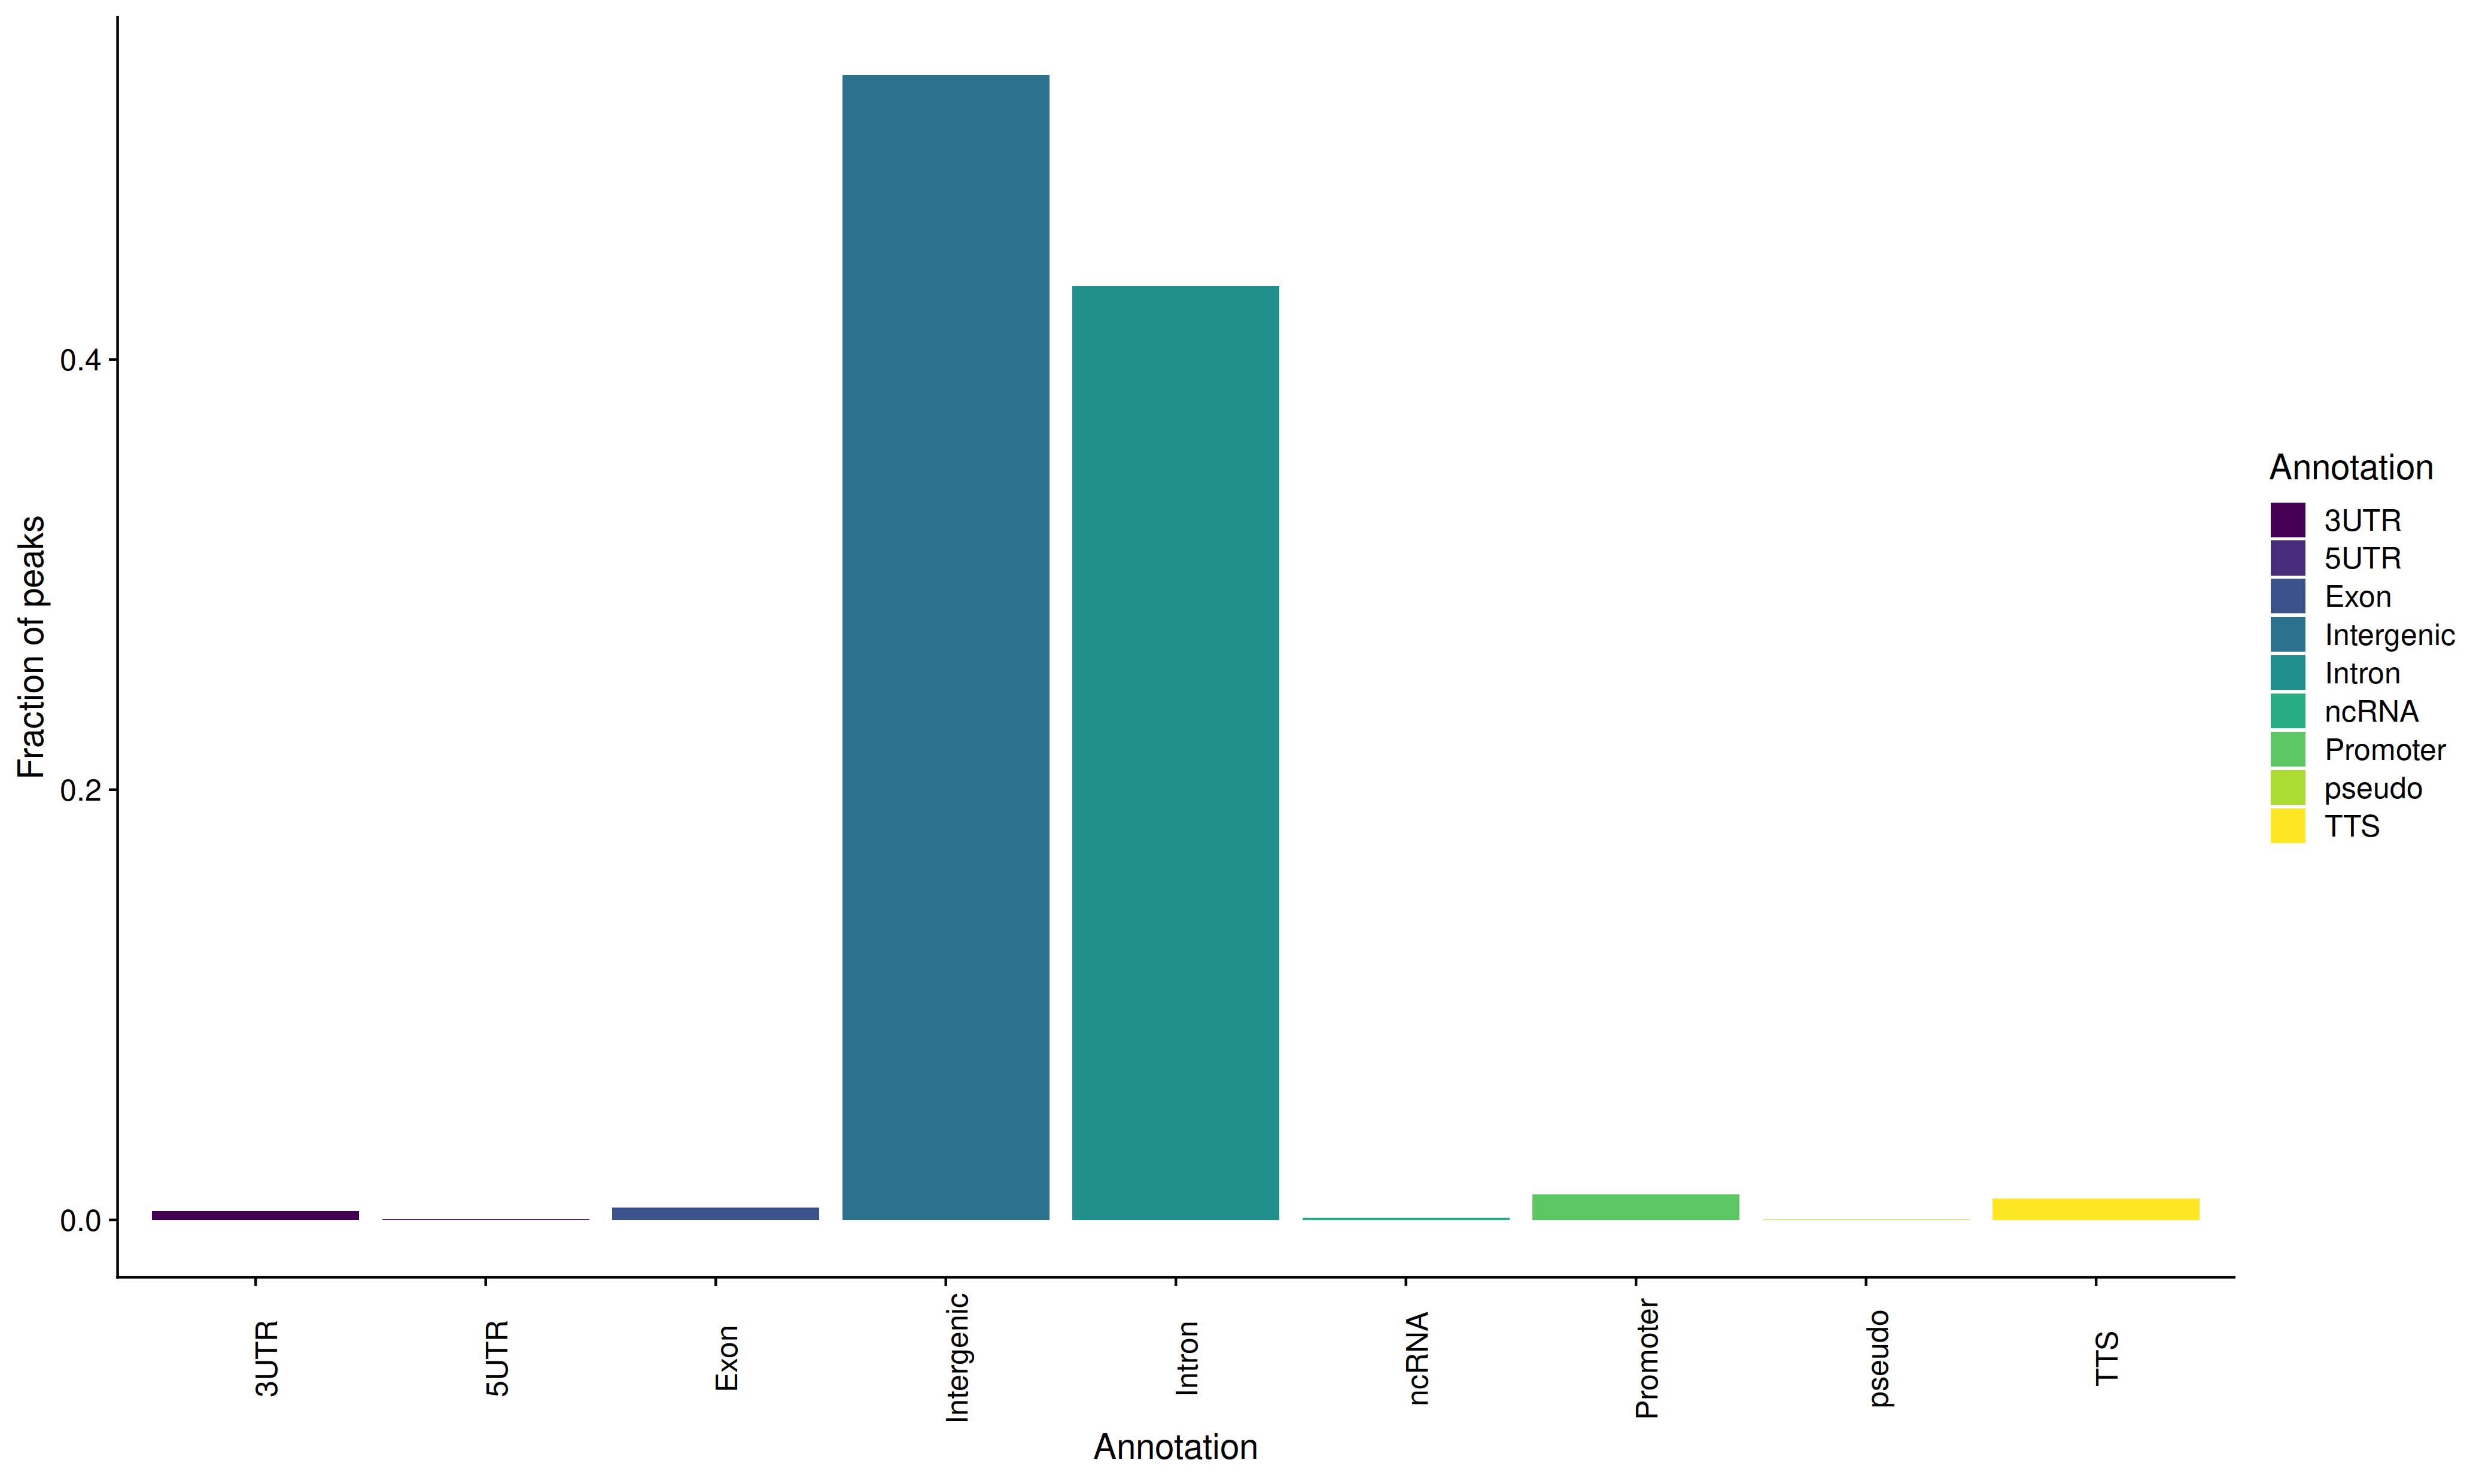 Fraction of peaks
0.4
0.2
0.0
3UTR
5UTR
Exon
Intergenic
Intron
ncRNA
Promoter
pseudo
TTS
Annotation
Annotation
3UTR
5UTR
Exon
Intergenic
Intron
ncRNA
Promoter
pseudo
TTS